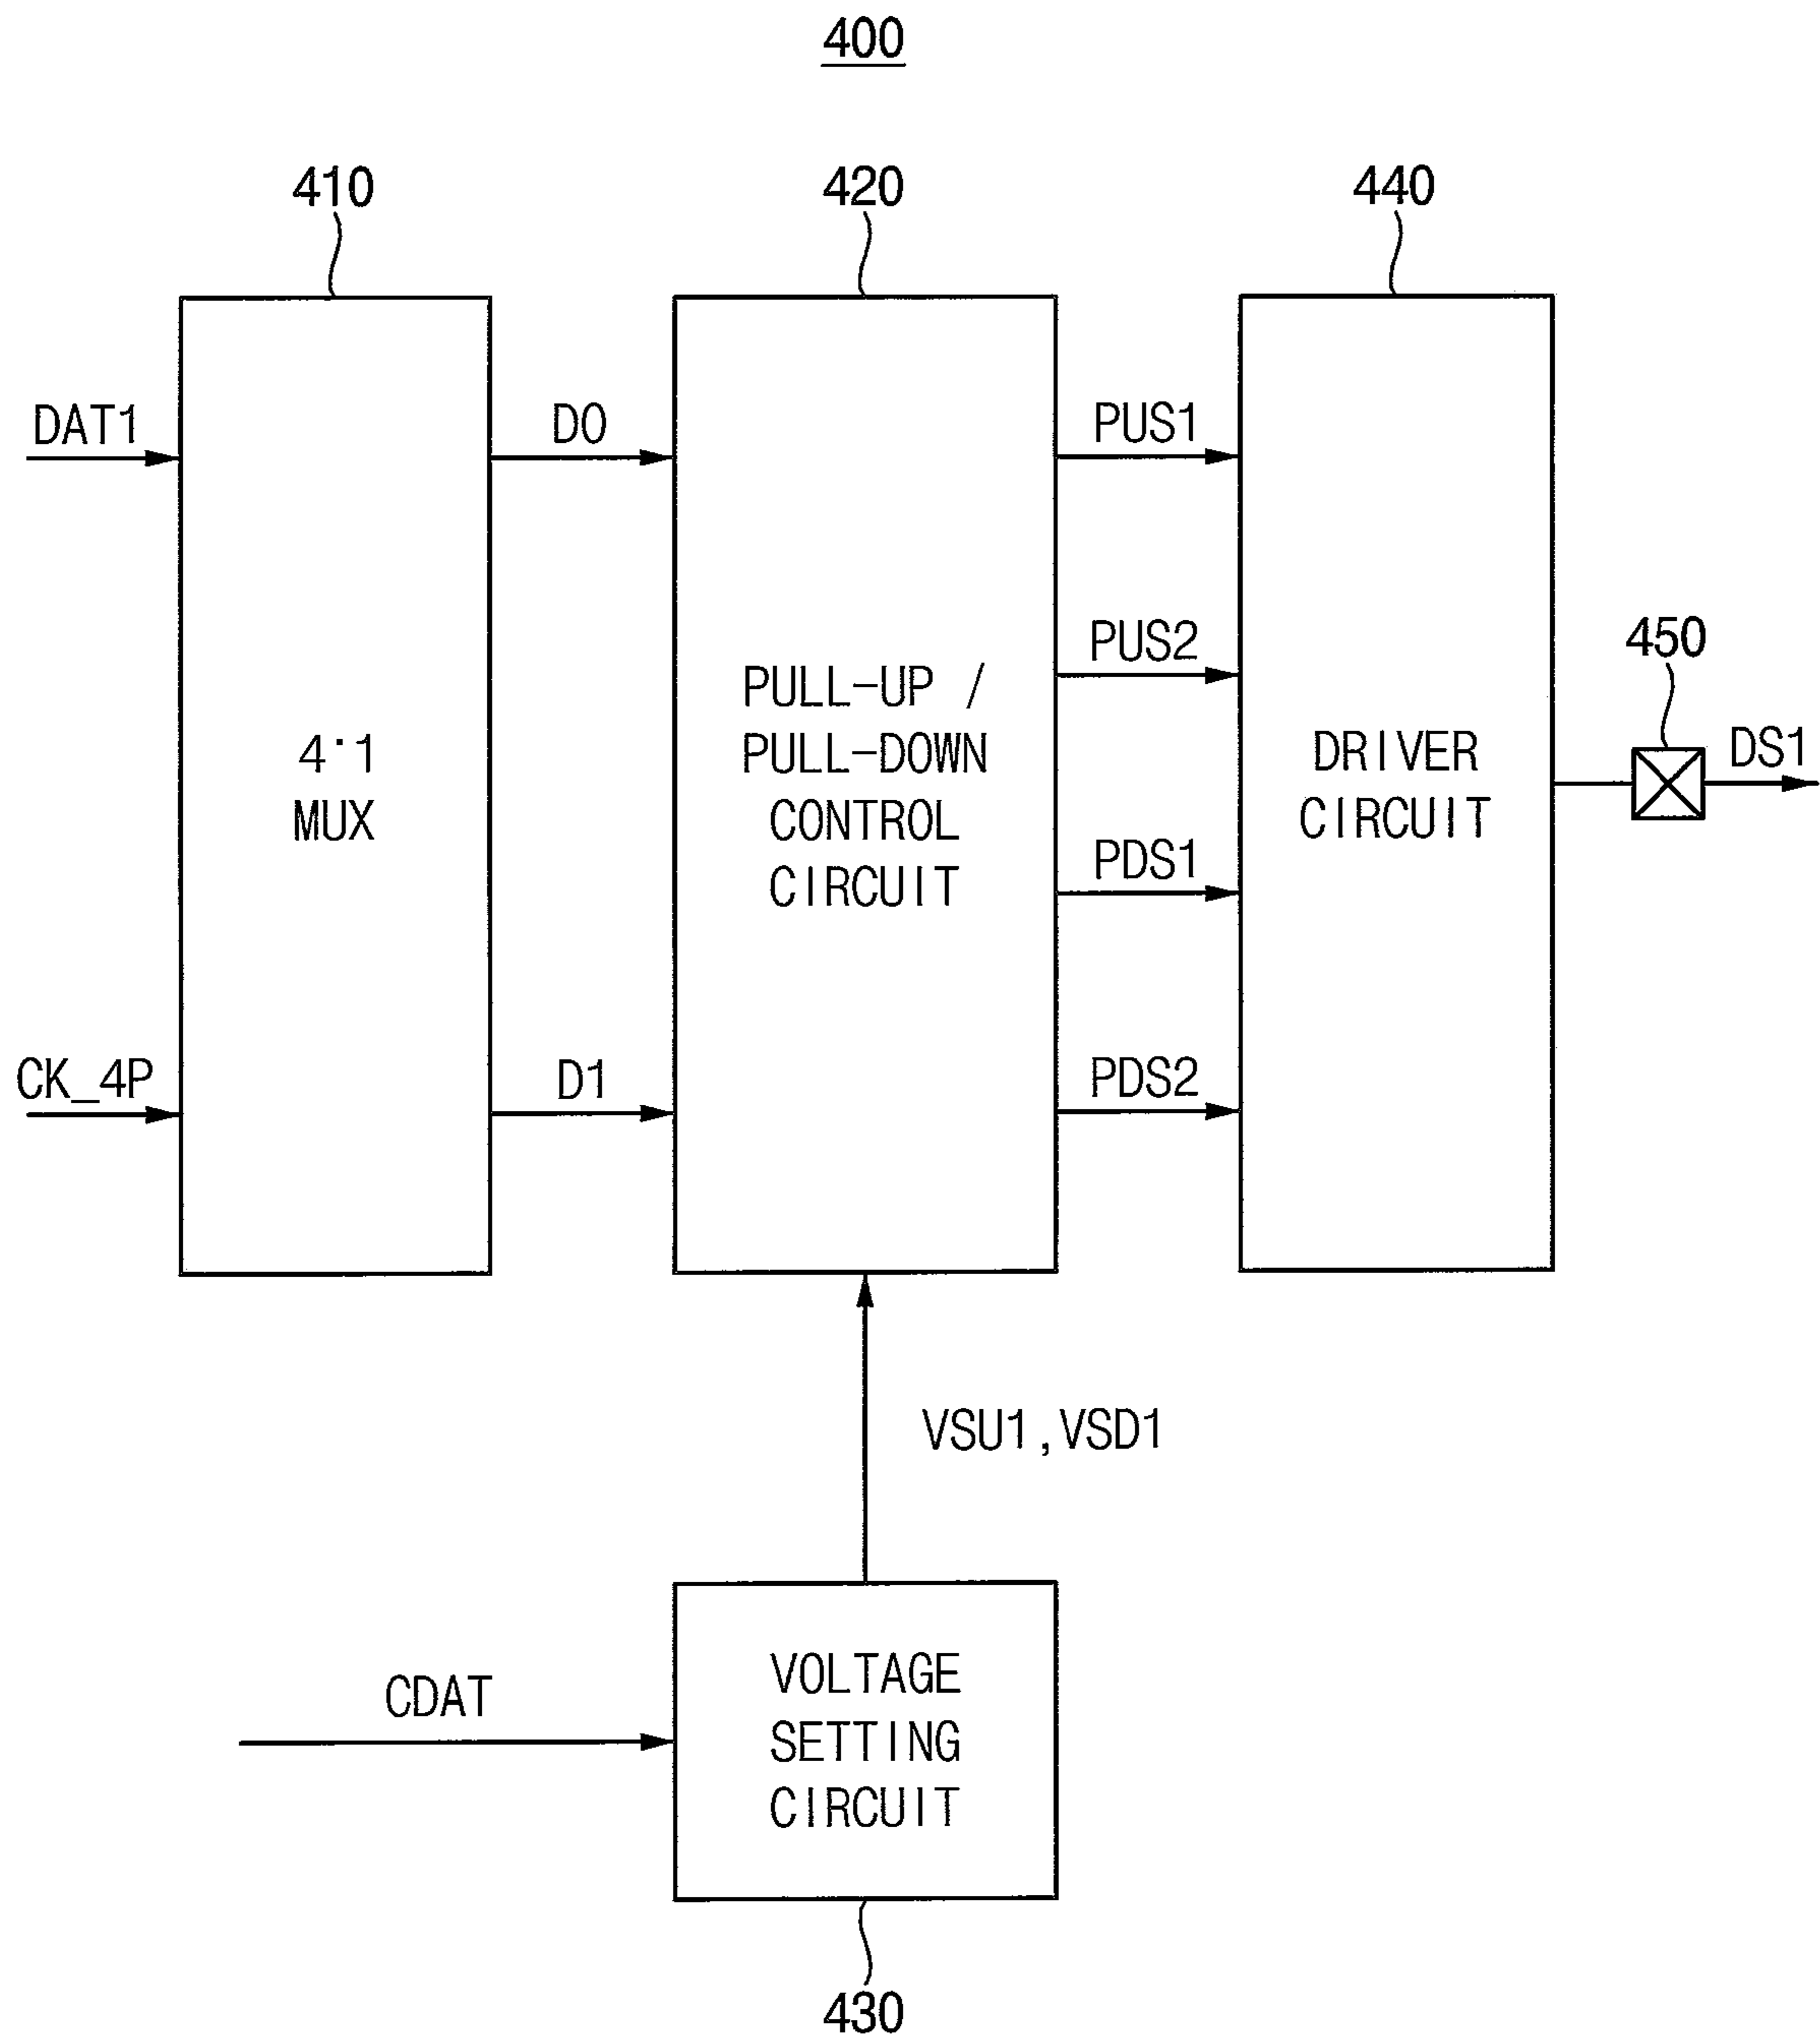 400
410
420
440
DAT1
D0
PUS1
PUS2
450
PULL-UP /
PULL-DOWN
CONTROL
CIRCUIT
4:1
MUX
DRIVER
CIRCUIT
DS1
PDS1
CK_4P
D1
PDS2
VSU1,VSD1
CDAT
VOLTAGE
SETTING
CIRCUIT
430